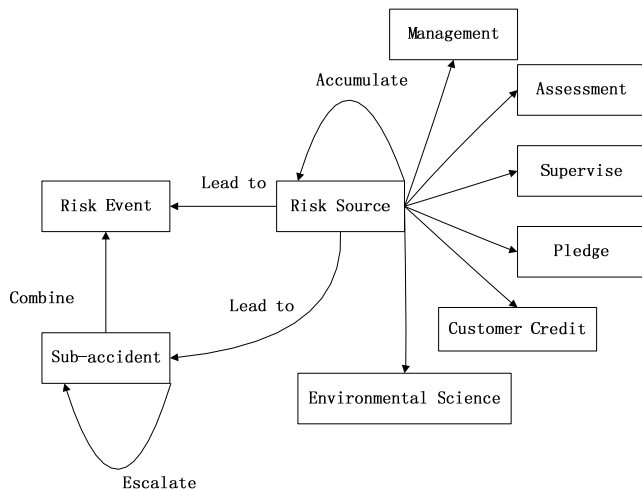 Management
Accumulate
Assessment
Supervise
Lead to
Risk Event
Risk Source
Pledge
Combine
Lead to
Customer Credit
Sub-accident
Environmental Science
Escalate